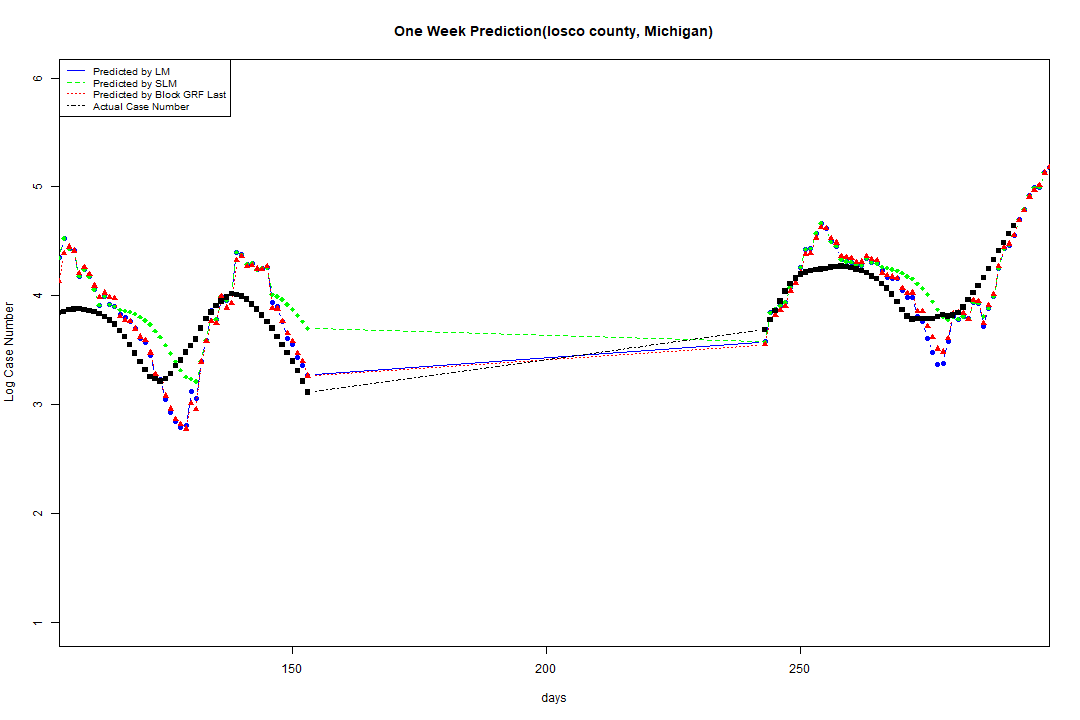 One Week Prediction(Iosco county, Michigan)
Predicted by LM
Predicted by SLM
Predicted by Block GRF Last
Actual Case Number
6
5
4
3
2
1
Log Case Number
150
200
250
days